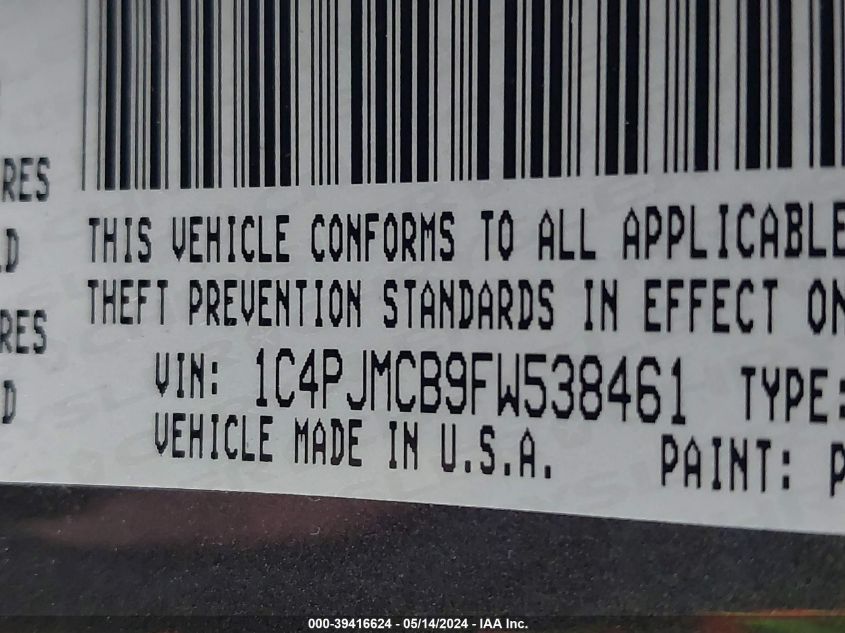 RES
THIS VEHICLE CONFORMS TO ALL APPLICABLE
THEFT PREVENTION STANDARDS IN EFFECT ON
RES
VIN: 1C4PJMCB9FW538461 TYPE:
D
VEHICLE MADE IN U.S.A. PAINT: P
000-39416624 - 05/14/2024 - IAA Inc.